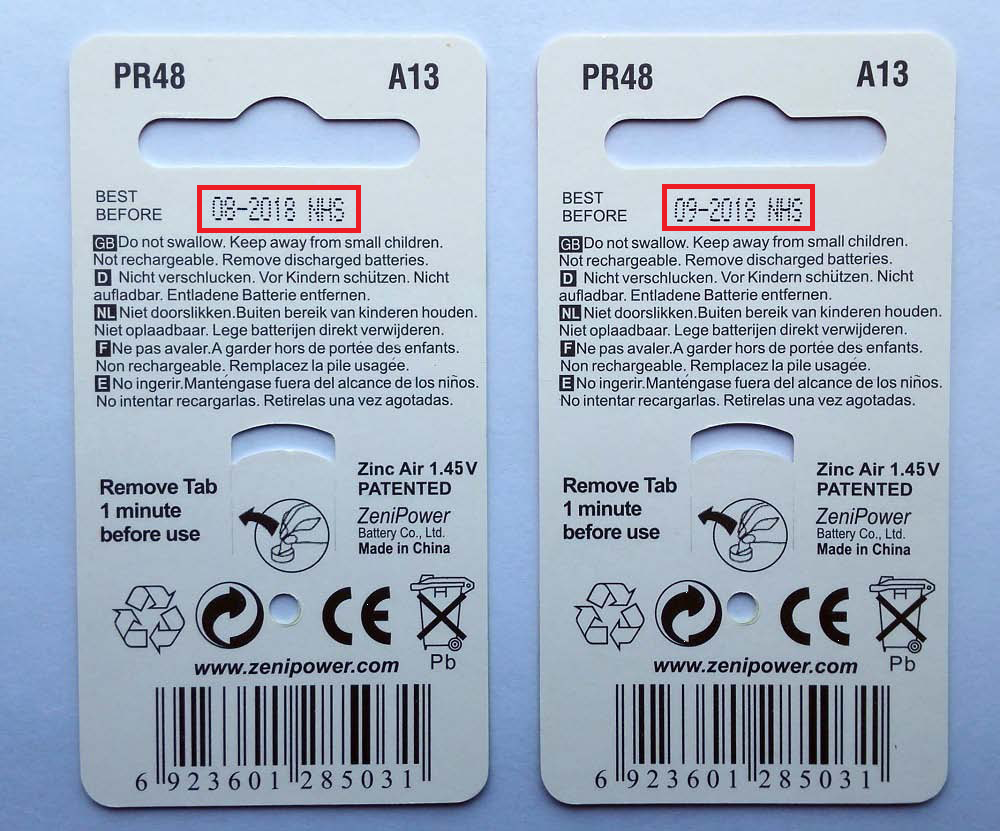 PR48 A13
BEST
BEFORE 08-2018 NHS
GB Do not swallow. Keep away from small children.
Not rechargeable. Remove discharged batteries.
D Nicht verschlucken. Vor Kindern schützen. Nicht
aufladbar. Entladene Batterie entfernen.
NL Niet doorslikken.Buiten bereik van kinderen houden.
Niet oplaadbaar. Lege batterijen direkt verwijderen.
F Ne pas avaler.A garder hors de portée des enfants.
Non rechargeable. Remplacez la pile usagée.
E No ingerir.Manténgase fuera del alcance de los niños.
No intentar recargarlas. Retirelas una vez agotadas.
Remove Tab
1 minute
before use
Zinc Air 1.45V
PATENTED
ZeniPower
Battery Co., Ltd.
Made in China
CE
Pb
www.zenipower.com
6 923601 285031
PR48 A13
BEST
BEFORE 09-2018 NHS
GB Do not swallow. Keep away from small children.
Not rechargeable. Remove discharged batteries.
D Nicht verschlucken. Vor Kindern schützen. Nicht
aufladbar. Entladene Batterie entfernen.
NL Niet doorslikken.Buiten bereik van kinderen houden.
Niet oplaadbaar. Lege batterijen direkt verwijderen.
F Ne pas avaler.A garder hors de portée des enfants.
Non rechargeable. Remplacez la pile usagée.
E No ingerir.Manténgase fuera del alcance de los niños.
No intentar recargarlas. Retirelas una vez agotadas.
Remove Tab
1 minute
before use
Zinc Air 1.45V
PATENTED
ZeniPower
Battery Co., Ltd.
Made in China
CE
Pb
www.zenipower.com
6 923601 285031